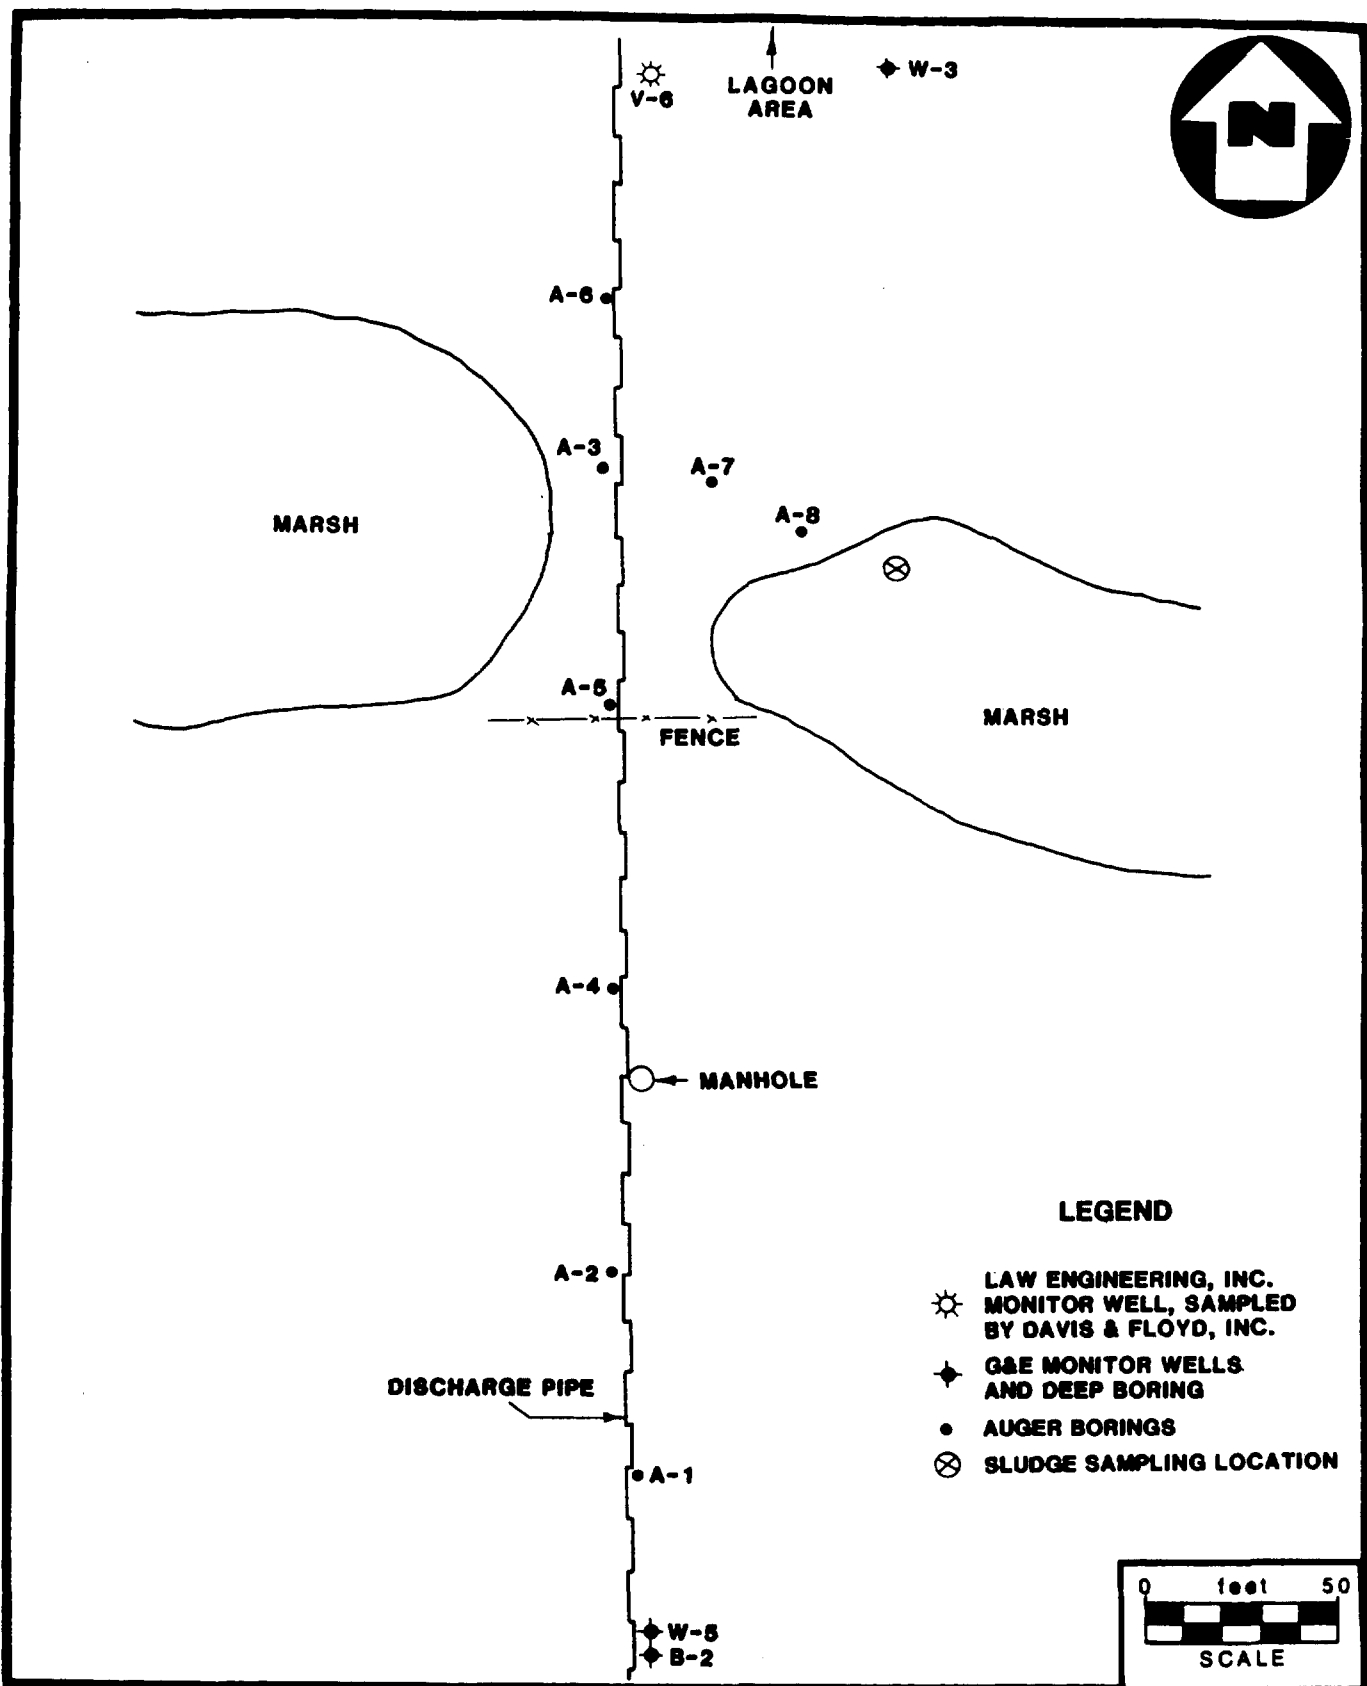 V-6
LAGOON
AREA
W-3
N
A-6
A-3
A-7
A-8
MARSH
A-5
FENCE
MARSH
A-4
MANHOLE
A-2
DISCHARGE PIPE
A-1
W-5
B-2
LEGEND
LAW ENGINEERING, INC.
MONITOR WELL, SAMPLED
BY DAVIS & FLOYD, INC.
G&E MONITOR WELLS
AND DEEP BORING
AUGER BORINGS
SLUDGE SAMPLING LOCATION
0 feet 50
SCALE